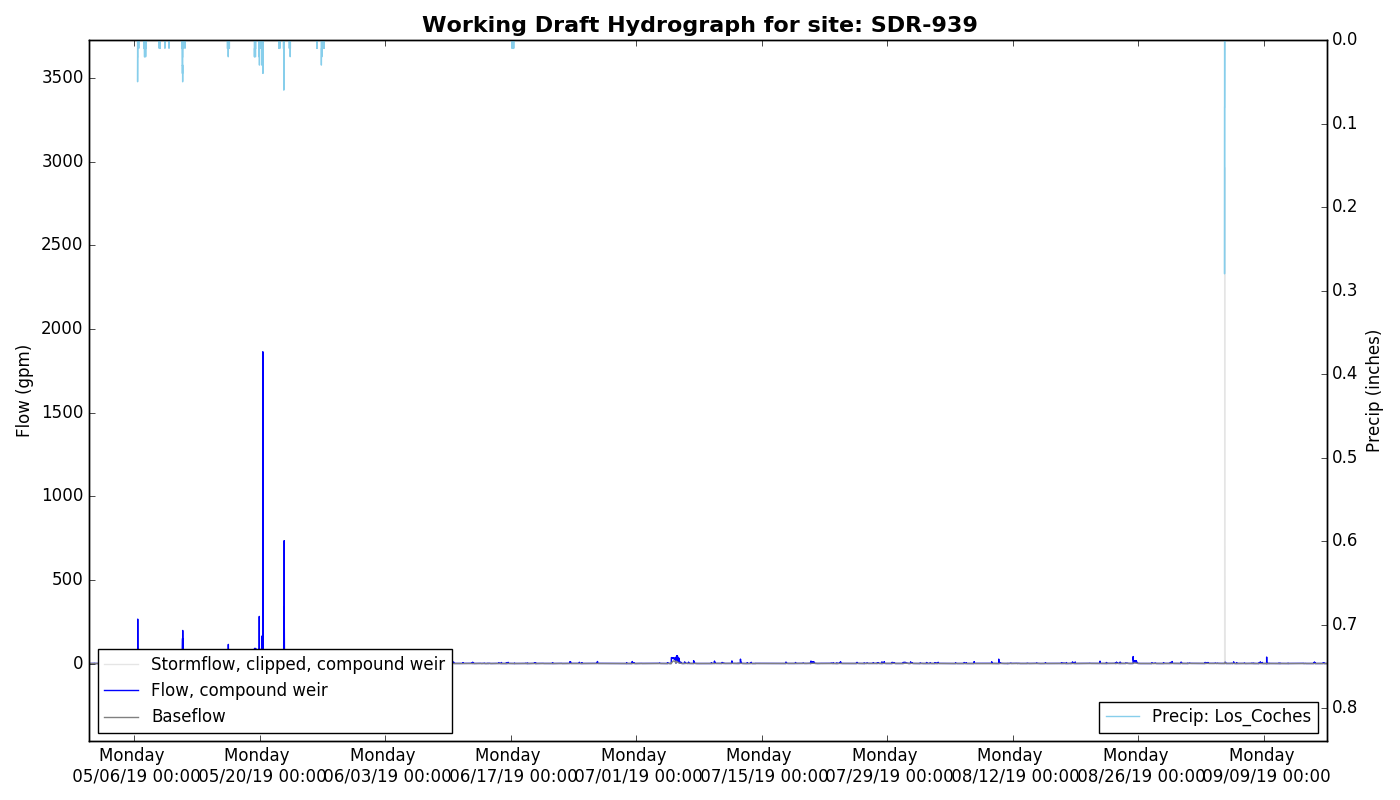 Working Draft Hydrograph for site: SDR-939
3500
3000
2500
2000
1500
1000
500
0
Flow (gpm)
0.0
0.1
0.2
0.3
0.4
0.5
0.6
0.7
0.8
Precip (inches)
Stormflow, clipped, compound weir
Flow, compound weir
Baseflow
Precip: Los_Coches
Monday
05/06/19 00:00
Monday
05/20/19 00:00
Monday
06/03/19 00:00
Monday
06/17/19 00:00
Monday
07/01/19 00:00
Monday
07/15/19 00:00
Monday
07/29/19 00:00
Monday
08/12/19 00:00
Monday
08/26/19 00:00
Monday
09/09/19 00:00